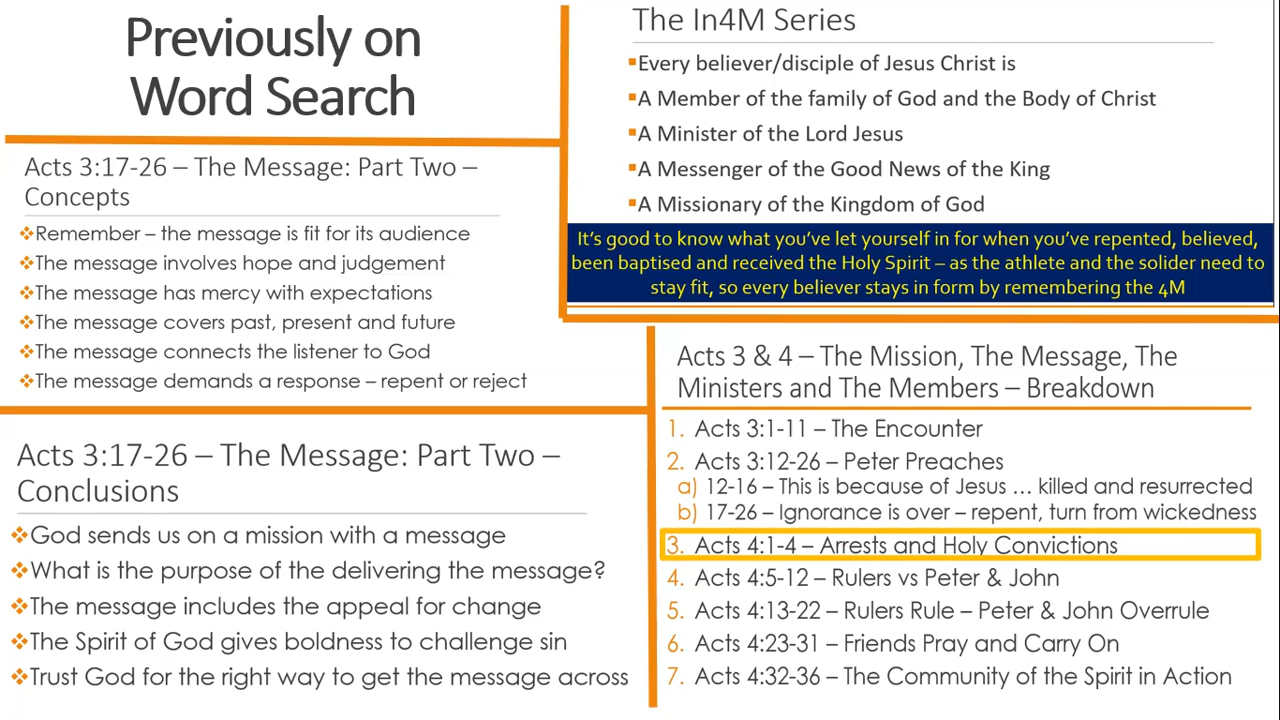 Previously on
Word Search
Acts 3:17-26 – The Message: Part Two –
Concepts
❖Remember – the message is fit for its audience
❖The message involves hope and judgement
❖The message has mercy with expectations
❖The message covers past, present and future
❖The message connects the listener to God
❖The message demands a response – repent or reject
Acts 3:17-26 – The Message: Part Two –
Conclusions
❖God sends us on a mission with a message
❖What is the purpose of the delivering the message?
❖The message includes the appeal for change
❖The Spirit of God gives boldness to challenge sin
❖Trust God for the right way to get the message across
The In4M Series
▪Every believer/disciple of Jesus Christ is
▪A Member of the family of God and the Body of Christ
▪A Minister of the Lord Jesus
▪A Messenger of the Good News of the King
▪A Missionary of the Kingdom of God
It's good to know what you've let yourself in for when you've repented, believed,
been baptised and received the Holy Spirit – as the athlete and the solider need to
stay fit, so every believer stays in form by remembering the 4M
Acts 3 & 4 – The Mission, The Message, The
Ministers and The Members – Breakdown
1. Acts 3:1-11 – The Encounter
2. Acts 3:12-26 – Peter Preaches
a) 12-16 – This is because of Jesus … killed and resurrected
b) 17-26 – Ignorance is over – repent, turn from wickedness
3. Acts 4:1-4 – Arrests and Holy Convictions
4. Acts 4:5-12 – Rulers vs Peter & John
5. Acts 4:13-22 – Rulers Rule – Peter & John Overrule
6. Acts 4:23-31 – Friends Pray and Carry On
7. Acts 4:32-36 – The Community of the Spirit in Action